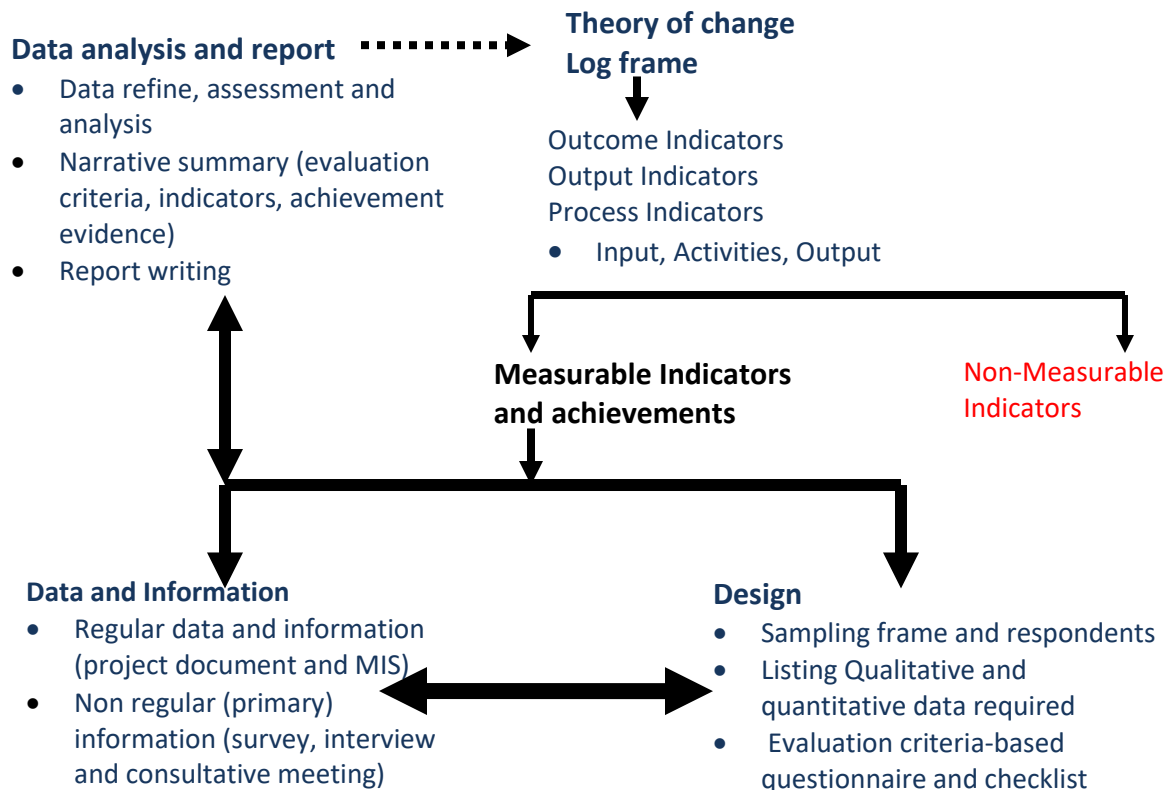 Data analysis and report
• Data refine, assessment and
analysis
• Narrative summary (evaluation
criteria, indicators, achievement
evidence)
• Report writing
Theory of change
Log frame
Outcome Indicators
Output Indicators
Process Indicators
• Input, Activities, Output
Measurable Indicators
and achievements
Non-Measurable
Indicators
Data and Information
• Regular data and information
(project document and MIS)
• Non regular (primary)
information (survey, interview
and consultative meeting)
Design
• Sampling frame and respondents
• Listing Qualitative and
quantitative data required
• Evaluation criteria-based
questionnaire and checklist